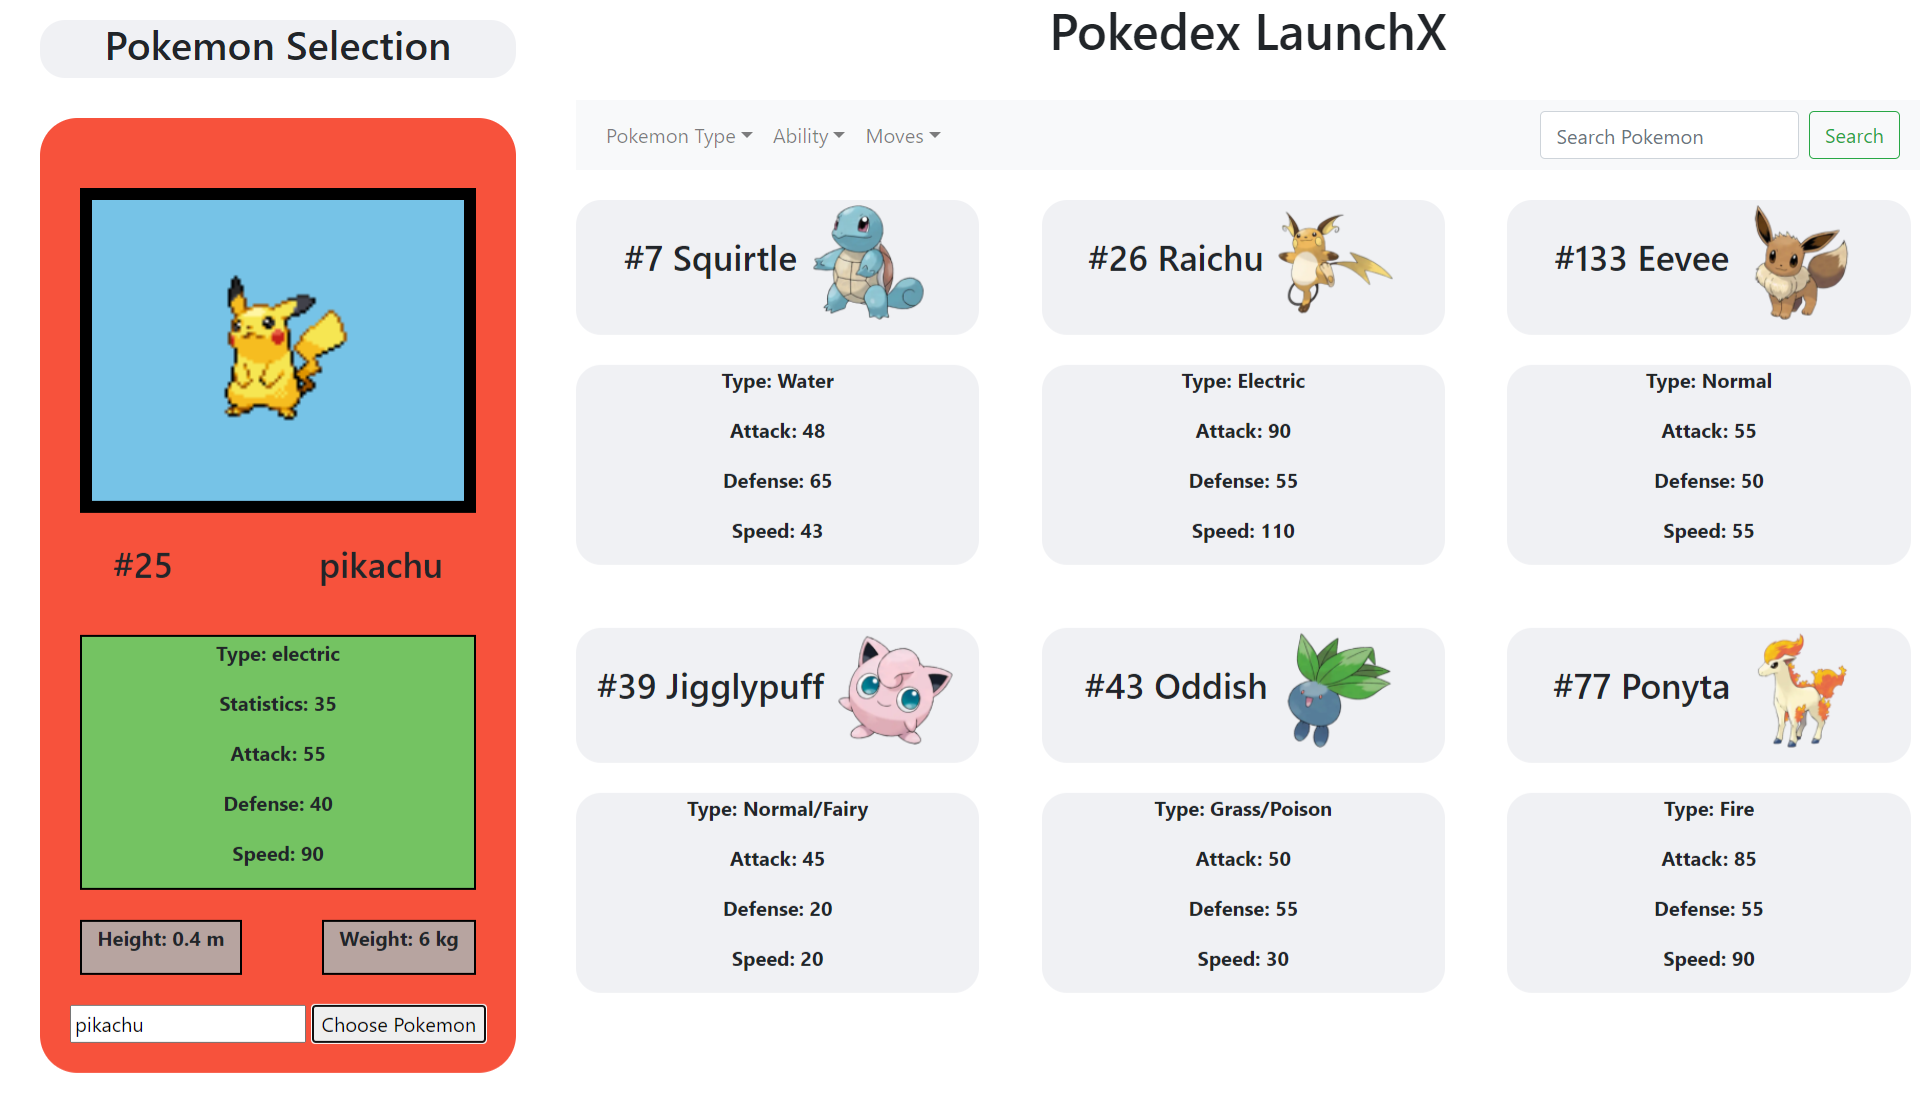 Pokemon Selection
#25 pikachu
Type: electric
Statistics: 35
Attack: 55
Defense: 40
Speed: 90
Height: 0.4 m
Weight: 6 kg
pikachu
Choose Pokemon
Pokedex LaunchX
Pokemon Type Ability Moves
Search Pokemon
Search
#7 Squirtle
Type: Water
Attack: 48
Defense: 65
Speed: 43
#26 Raichu
Type: Electric
Attack: 90
Defense: 55
Speed: 110
#133 Eevee
Type: Normal
Attack: 55
Defense: 50
Speed: 55
#39 Jigglypuff
Type: Normal/Fairy
Attack: 45
Defense: 20
Speed: 20
#43 Oddish
Type: Grass/Poison
Attack: 50
Defense: 55
Speed: 30
#77 Ponyta
Type: Fire
Attack: 85
Defense: 55
Speed: 90